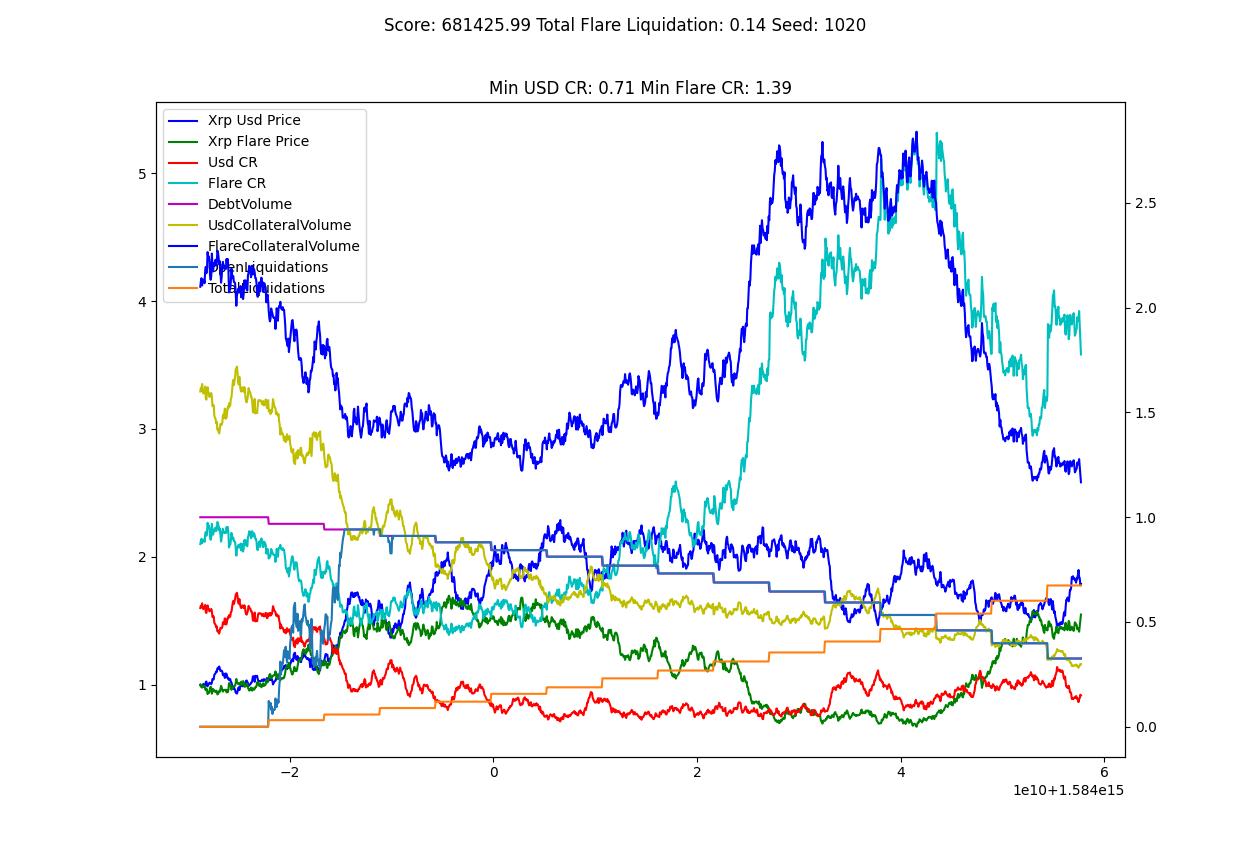 Score: 681425.99 Total Flare Liquidation: 0.14 Seed: 1020
Min USD CR: 0.71 Min Flare CR: 1.39
Xrp Usd Price
Xrp Flare Price
Usd CR
Flare CR
DebtVolume
UsdCollateralVolume
FlareCollateralVolume
OpenLiquidations
TotalLiquidations
5
4
3
2
1
2.5
2.0
1.5
1.0
0.5
0.0
−2 0 2 4 6
1e10+1.584e15